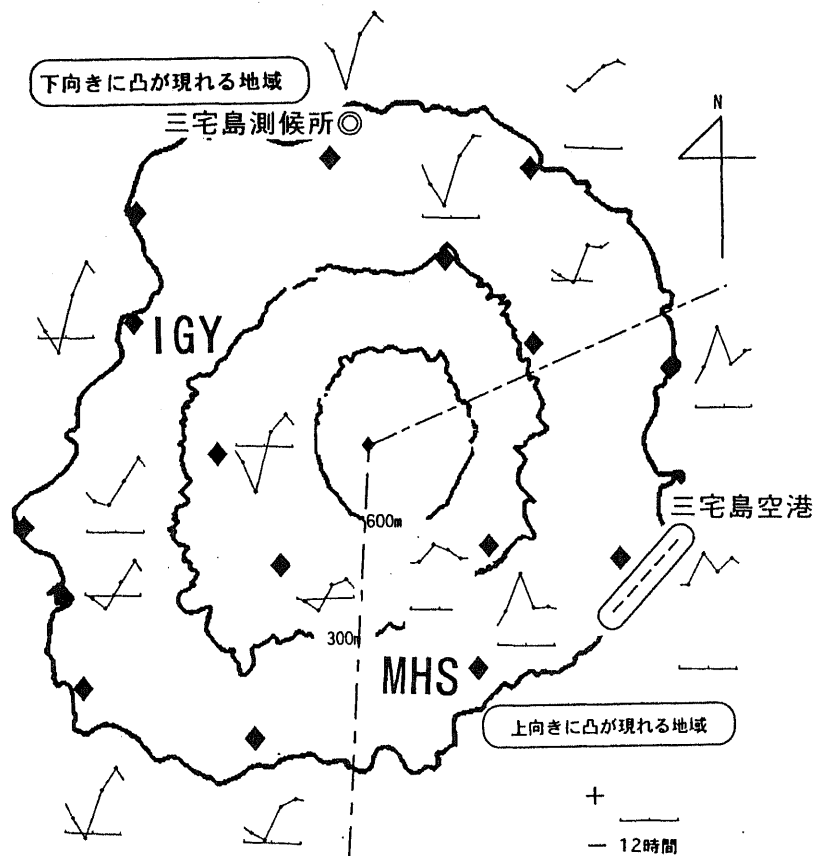 下向きに凸が現れる地域
三宅島測候所
N
IGY
三宅島空港
600m
300m
MHS
上向きに凸が現れる地域
+
− 12時間